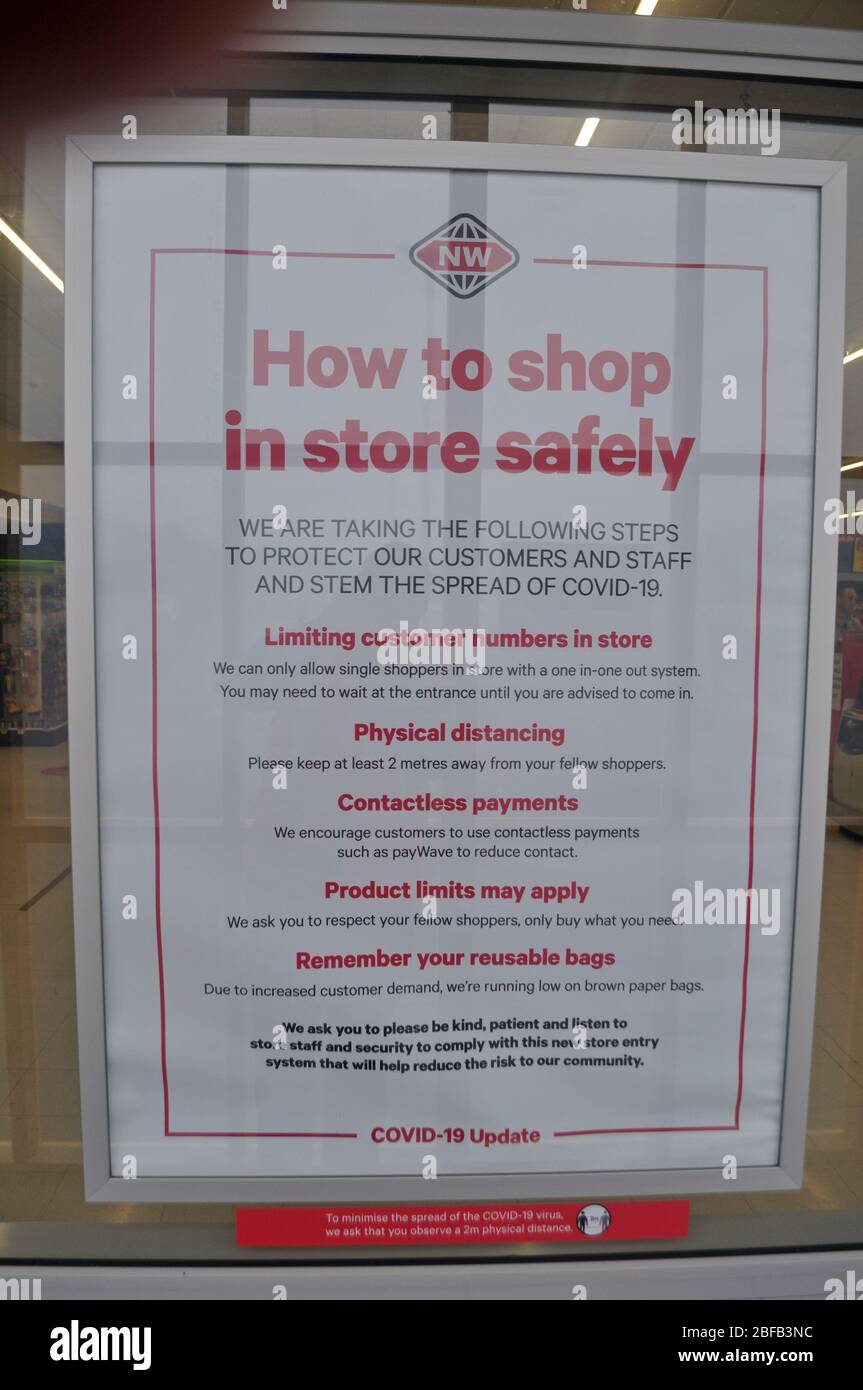 NW
How to shop
in store safely
WE ARE TAKING THE FOLLOWING STEPS
TO PROTECT OUR CUSTOMERS AND STAFF
AND STEM THE SPREAD OF COVID-19.
Limiting customer numbers in store
We can only allow single shoppers in store with a one in-one out system.
You may need to wait at the entrance until you are advised to come in.
Physical distancing
Please keep at least 2 metres away from your fellow shoppers.
Contactless payments
We encourage customers to use contactless payments
such as payWave to reduce contact.
Product limits may apply
We ask you to respect your fellow shoppers, only buy what you need.
Remember your reusable bags
Due to increased customer demand, we're running low on brown paper bags.
We ask you to please be kind, patient and listen to
store staff and security to comply with this new store entry
system that will help reduce the risk to our community.
COVID-19 Update
To minimise the spread of the COVID-19 virus,
we ask that you observe a 2m physical distance.
2m
alamy
Image ID: 2BFB3NC
www.alamy.com